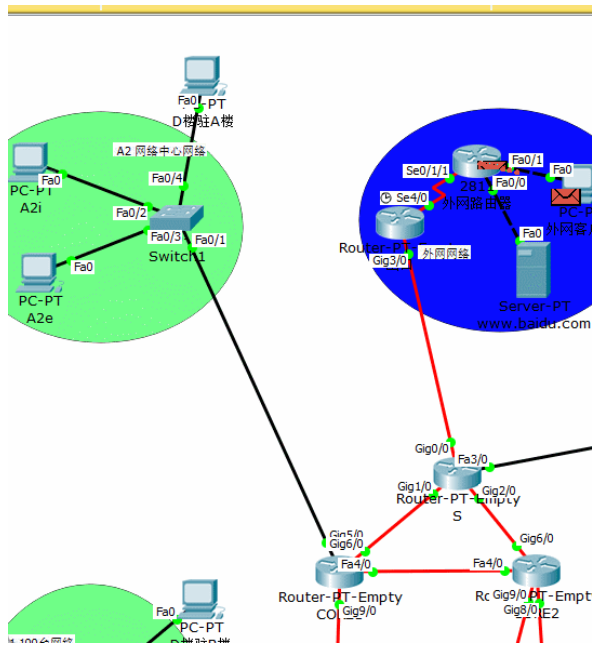 Fa0
PC-PT
D楼驻A楼
A2 网络中心网络
PC-PT
Fa0
A2i
Fa0/4
Fa0/2
Fa0/3
Fa0/1
Switch1
Fa0
PC-PT
A2e
Se0/1/1
Fa0/1
Fa0
Fa0/0
外网路由器
Se4/0
Router-PT
外网网络
Gig3/0
Fa0
Server-PT
www.baidu.com
Gig0/0
Fa3/0
Gig1/0
Gig2/0
Router-PT-Empty
S
Gig6/0
Gig6/0
Fa4/0
Fa4/0
Router-PT-Empty
Gig9/0
Gig9/0
Gig8/0
Fa0
PC-PT